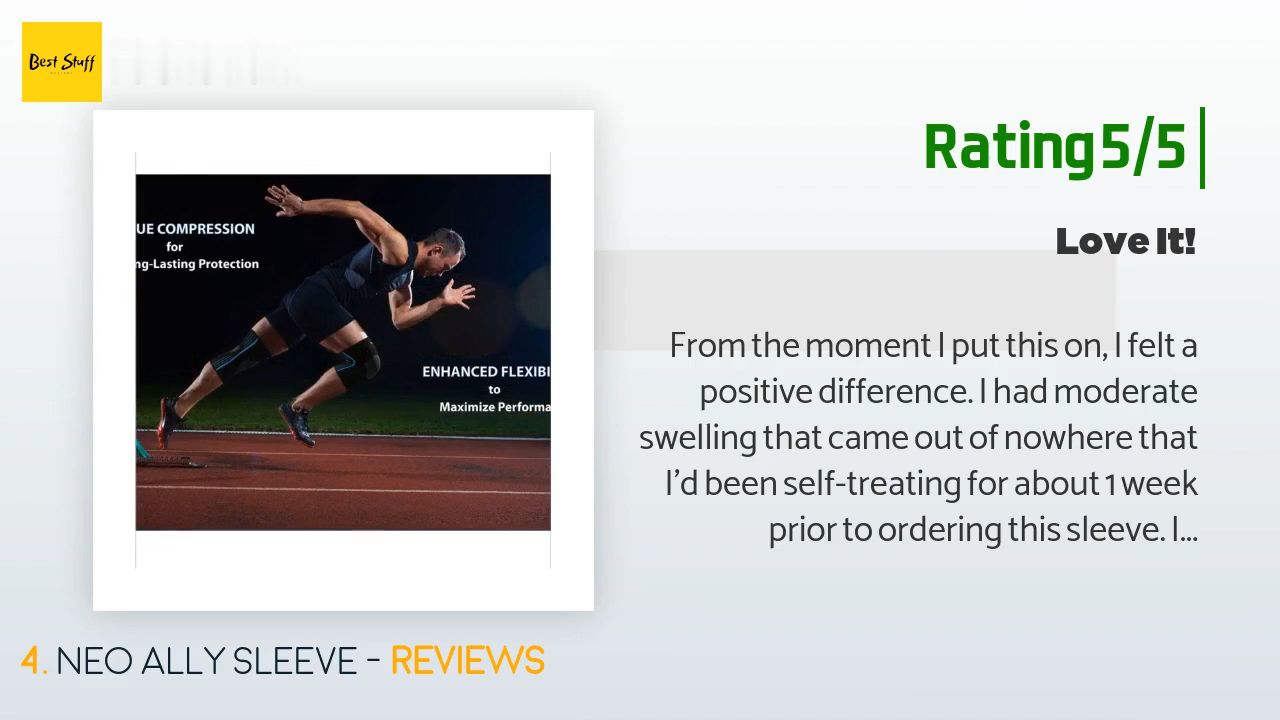 Best Stuff
Rating 5/5
Love It!
UE COMPRESSION
for
ng-Lasting Protection
ENHANCED FLEXIBI
to
Maximize Performa
From the moment I put this on, I felt a
positive difference. I had moderate
swelling that came out of nowhere that
I'd been self-treating for about 1 week
prior to ordering this sleeve. I...
4. NEO ALLY SLEEVE - REVIEWS